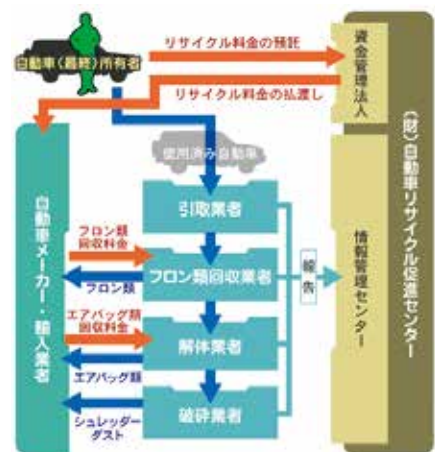 リサイクル料金の預託
自動車(最終)所有者
リサイクル料金の払渡し
資金管理法人
(財)自動車リサイクル促進センター
使用済み自動車
引取業者
自動車メーカー・輸入業者
フロン類
回収料金
フロン類回収業者
フロン類
報告
情報管理センター
エアバッグ類
回収料金
解体業者
エアバッグ類
シュレッダー
ダスト
破砕業者